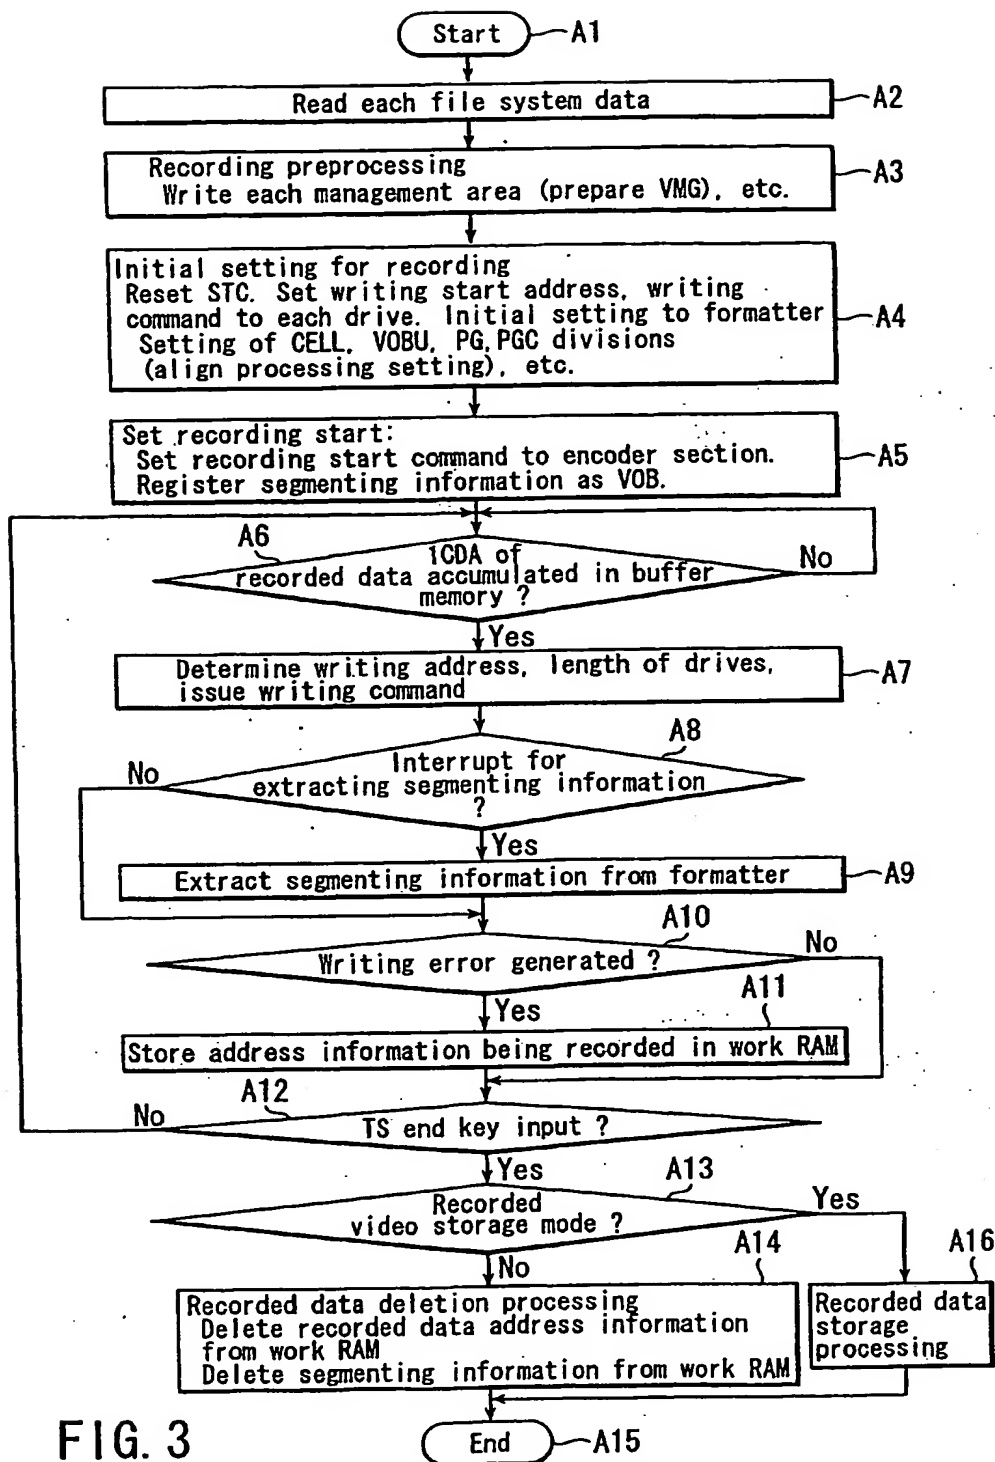 Start
A1
Read each file system data
A2
Recording preprocessing
Write each management area (prepare VMG), etc.
A3
Initial setting for recording
Reset STC. Set writing start address, writing
command to each drive. Initial setting to formatter
Setting of CELL, VOBU, PG, PGC divisions
(align processing setting), etc.
A4
Set recording start:
Set recording start command to encoder section.
Register segmenting information as VOB.
A5
A6
1CDA of
recorded data accumulated in buffer
memory ?
No
Yes
Determine writing address, length of drives,
issue writing command
A7
A8
Interrupt for
extracting segmenting information
?
No
Yes
Extract segmenting information from formatter
A9
A10
Writing error generated ?
No
Yes
A11
Store address information being recorded in work RAM
A12
TS end key input ?
No
Yes
A13
Recorded
video storage mode ?
Yes
No
A14
Recorded data deletion processing
Delete recorded data address information
from work RAM
Delete segmenting information from work RAM
A16
Recorded data
storage
processing
End
A15
FIG. 3